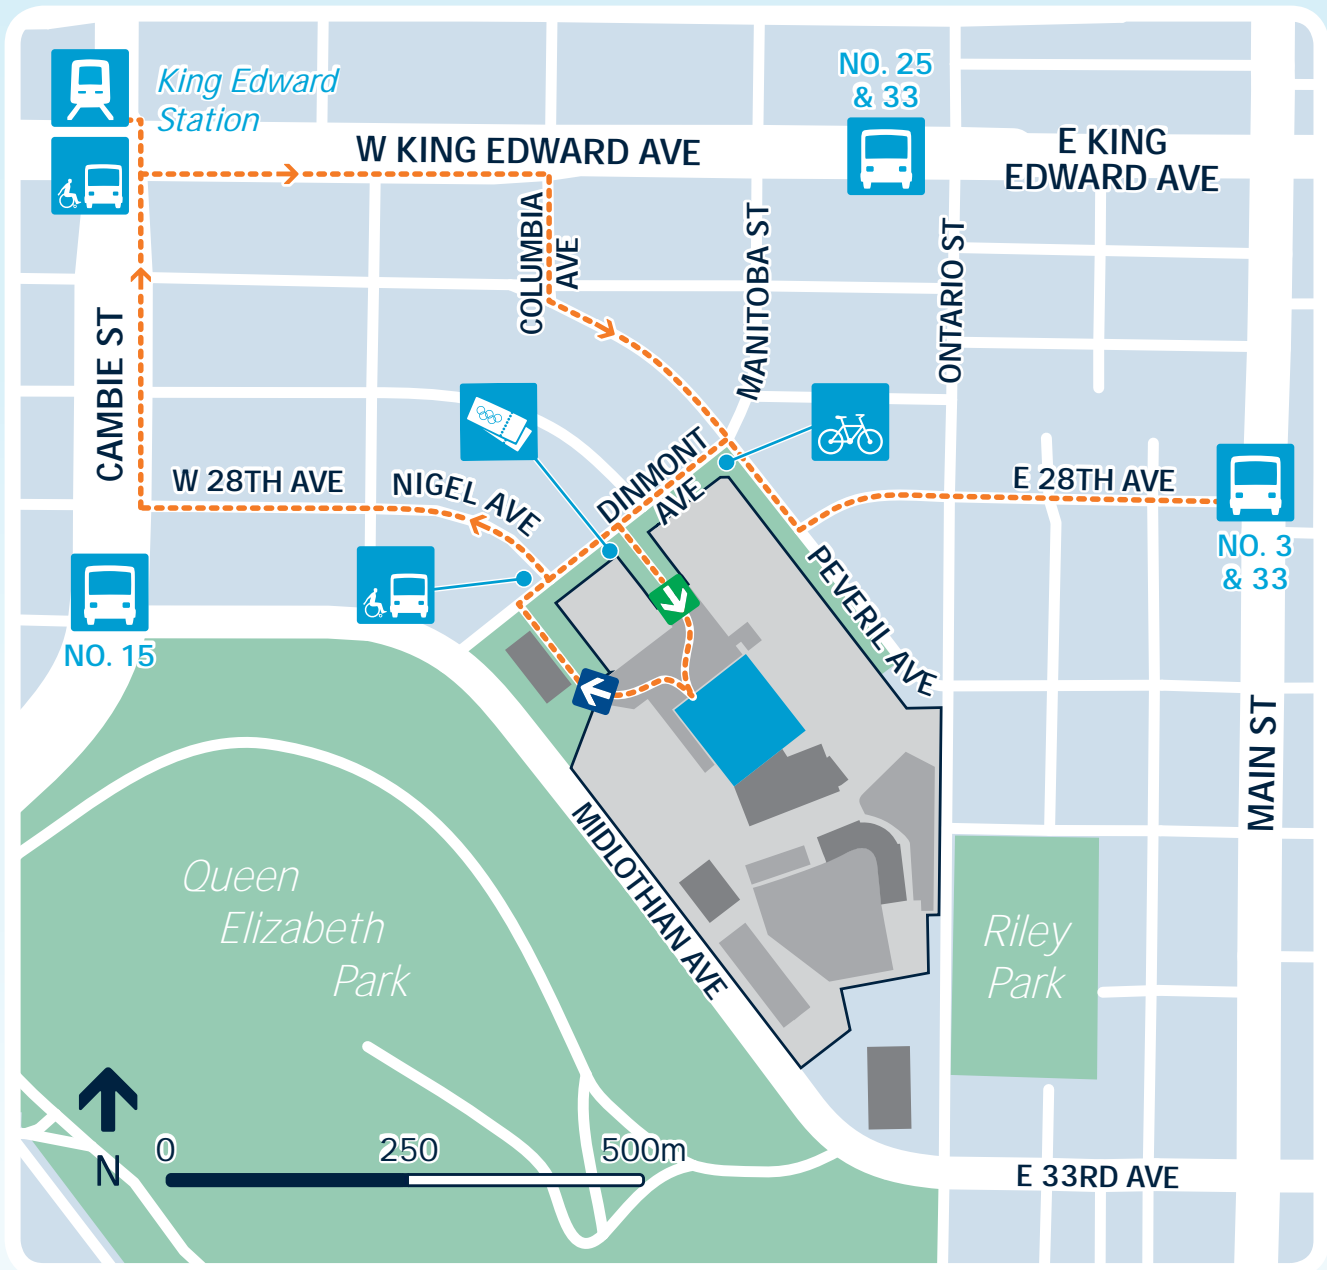 King Edward
Station
NO. 25
& 33
W KING EDWARD AVE
E KING
EDWARD AVE
COLUMBIA
AVE
MANITOBA ST
ONTARIO ST
CAMBIE ST
W 28TH AVE
NIGEL AVE
DINMONT
AVE
E 28TH AVE
NO. 3
& 33
NO. 15
PEVERIL AVE
MAIN ST
MIDLOTHIAN AVE
Queen
Elizabeth
Park
Riley
Park
0 250 500m
N
E 33RD AVE